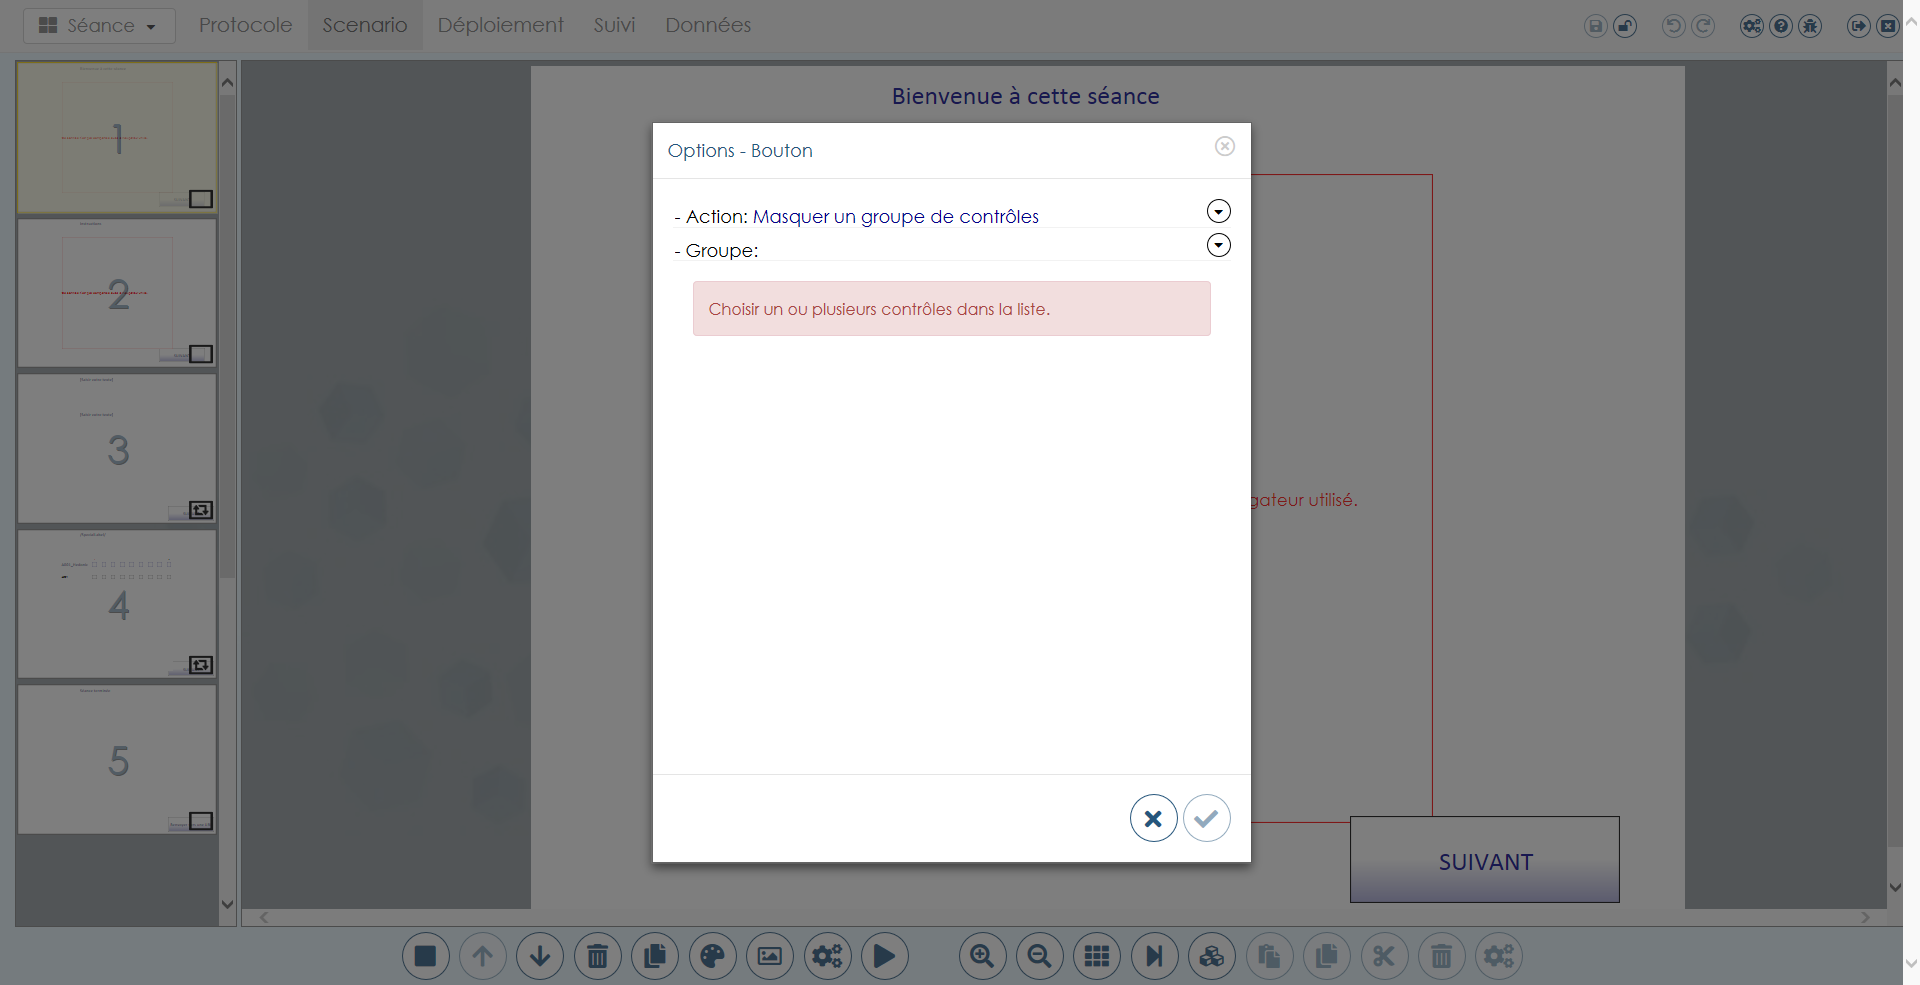 Séance
Protocole
Scenario
Déploiement
Suivi
Données
Bienvenue à cette séance
Options - Bouton
- Action: Masquer un groupe de contrôles
- Groupe:
Choisir un ou plusieurs contrôles dans la liste.
gateur utilisé.
SUIVANT
1
2
3
4
5